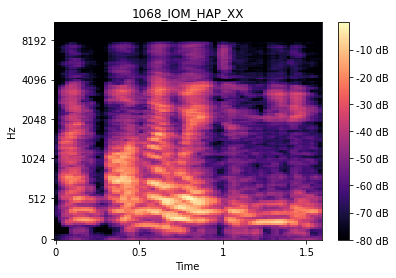 1068_IOM_HAP_XX
8192
4096
2048
1024
512
0
Hz
0
0.5
1
1.5
Time
-10 dB
-20 dB
-30 dB
-40 dB
-50 dB
-60 dB
-70 dB
-80 dB